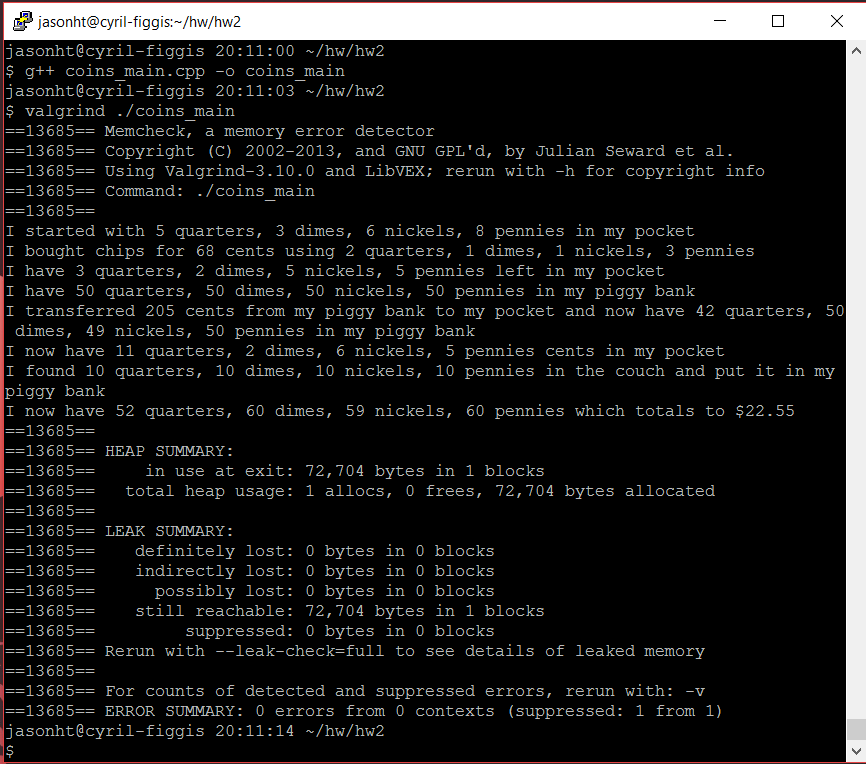 jasonht@cyril-figgis:~/hw/hw2
jasonht@cyril-figgis 20:11:00 ~/hw/hw2
$ g++ coins_main.cpp -o coins_main
jasonht@cyril-figgis 20:11:03 ~/hw/hw2
$ valgrind ./coins_main
==13685== Memcheck, a memory error detector
==13685== Copyright (C) 2002-2013, and GNU GPL'd, by Julian Seward et al.
==13685== Using Valgrind-3.10.0 and LibVEX; rerun with -h for copyright info
==13685== Command: ./coins_main
==13685==
I started with 5 quarters, 3 dimes, 6 nickels, 8 pennies in my pocket
I bought chips for 68 cents using 2 quarters, 1 dimes, 1 nickels, 3 pennies
I have 3 quarters, 2 dimes, 5 nickels, 5 pennies left in my pocket
I have 50 quarters, 50 dimes, 50 nickels, 50 pennies in my piggy bank
I transferred 205 cents from my piggy bank to my pocket and now have 42 quarters, 50
 dimes, 49 nickels, 50 pennies in my piggy bank
I now have 11 quarters, 2 dimes, 6 nickels, 5 pennies cents in my pocket
I found 10 quarters, 10 dimes, 10 nickels, 10 pennies in the couch and put it in my
piggy bank
I now have 52 quarters, 60 dimes, 59 nickels, 60 pennies which totals to $22.55
==13685==
==13685== HEAP SUMMARY:
==13685==     in use at exit: 72,704 bytes in 1 blocks
==13685==   total heap usage: 1 allocs, 0 frees, 72,704 bytes allocated
==13685==
==13685== LEAK SUMMARY:
==13685==    definitely lost: 0 bytes in 0 blocks
==13685==    indirectly lost: 0 bytes in 0 blocks
==13685==      possibly lost: 0 bytes in 0 blocks
==13685==    still reachable: 72,704 bytes in 1 blocks
==13685==         suppressed: 0 bytes in 0 blocks
==13685== Rerun with --leak-check=full to see details of leaked memory
==13685==
==13685== For counts of detected and suppressed errors, rerun with: -v
==13685== ERROR SUMMARY: 0 errors from 0 contexts (suppressed: 1 from 1)
jasonht@cyril-figgis 20:11:14 ~/hw/hw2
$